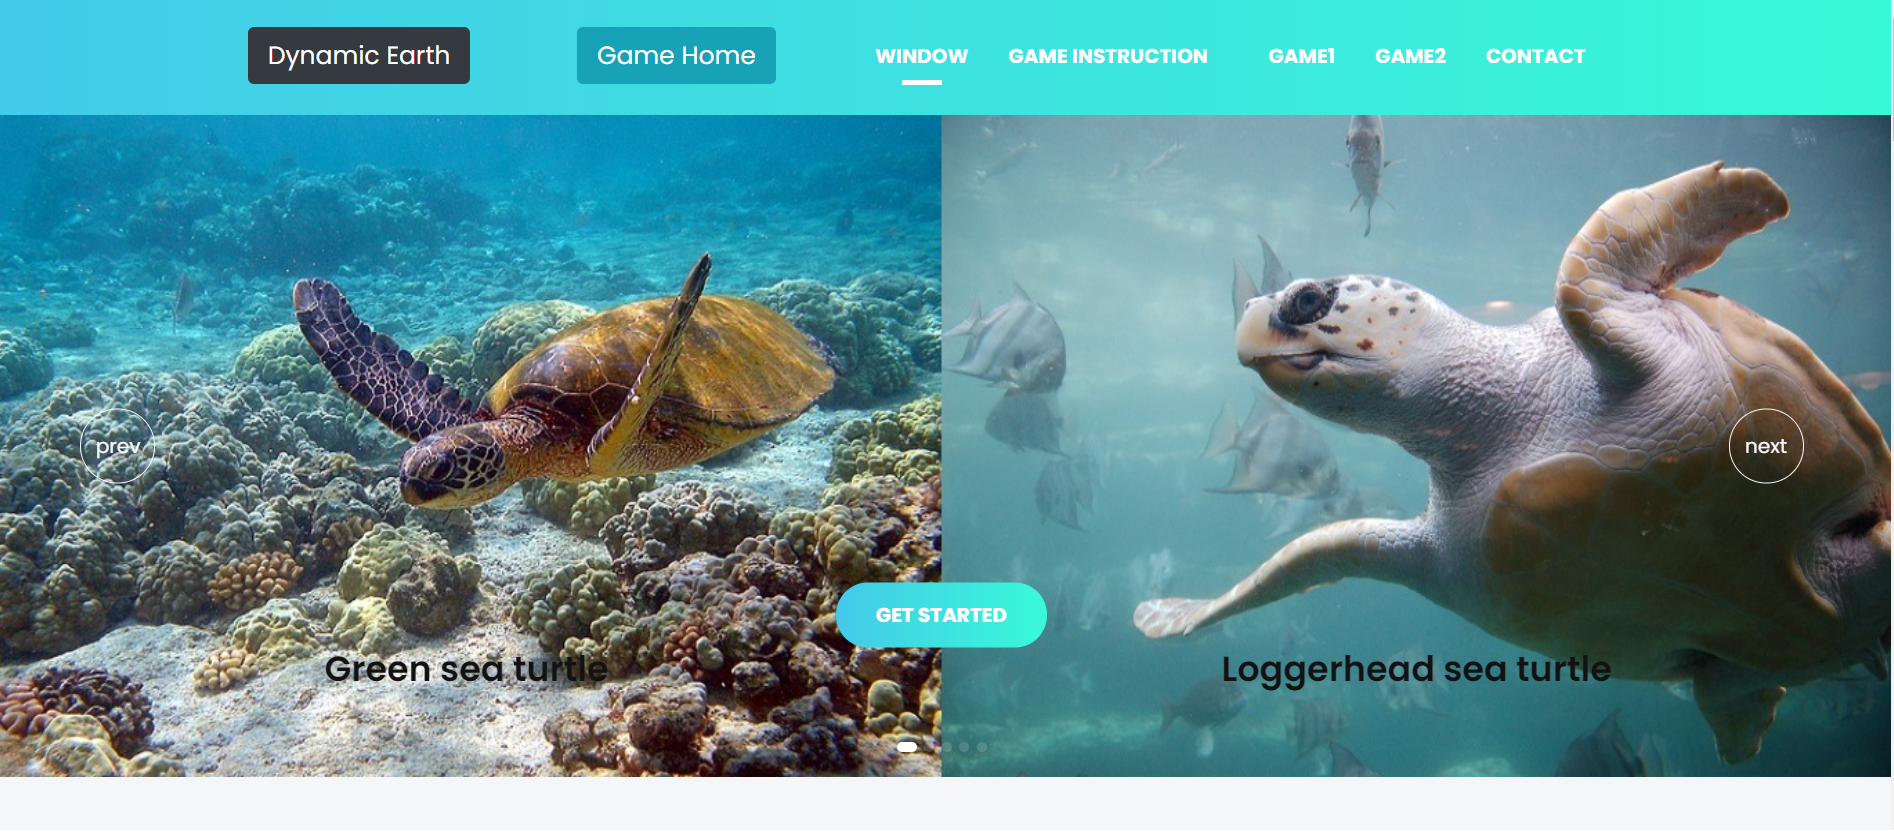 Dynamic Earth
Game Home
WINDOW
GAME INSTRUCTION
GAME1
GAME2
CONTACT
prev
next
GET STARTED
Green sea turtle
Loggerhead sea turtle